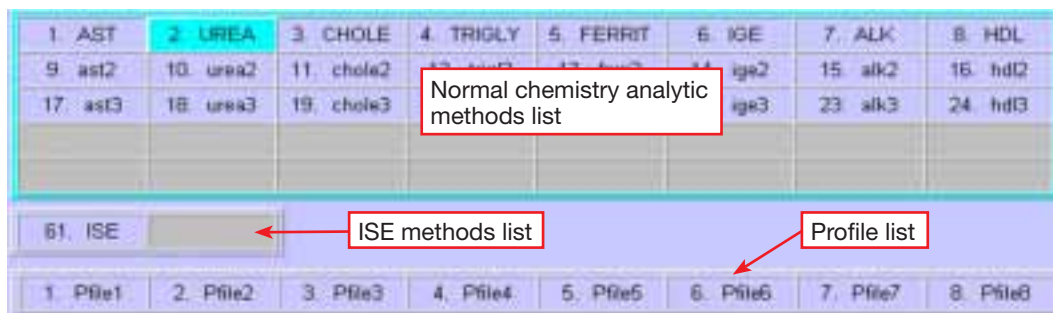 1. AST 2. UREA 3. CHOLE 4. TRIGLY 5. FERRIT 6. IGE 7. ALK 8. HDL
9. ast2 10. urea2 11. chole2 ige2 15. alk2 16. hdl2
17. ast3 18. urea3 19. chole3 ige3 23. alk3 24. hdl3
Normal chemistry analytic
methods list
61. ISE
ISE methods list
Profile list
1. Pfile1 2. Pfile2 3. Pfile3 4. Pfile4 5. Pfile5 6. Pfile6 7. Pfile7 8. Pfile8